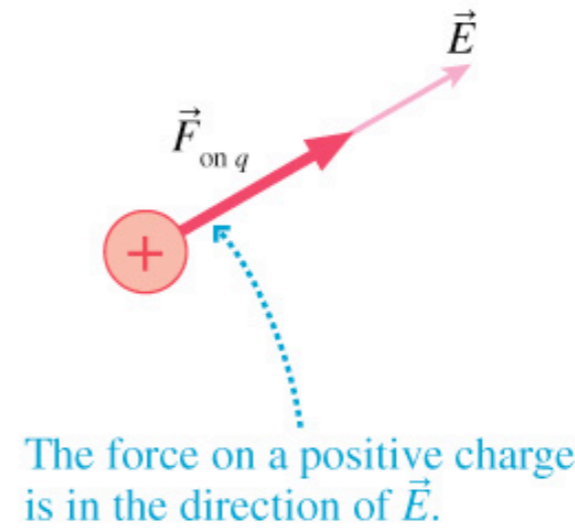 E⃗
F⃗ on q
+
The force on a positive charge
is in the direction of E⃗.